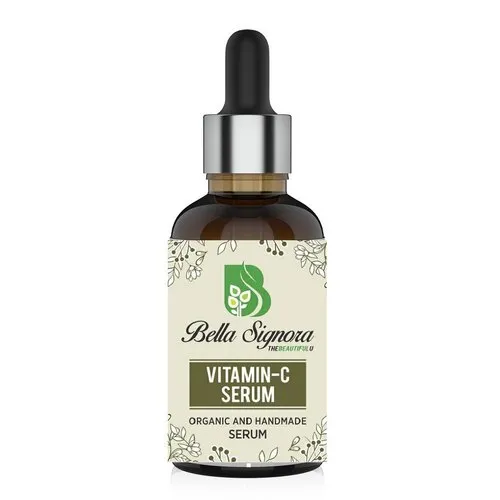 B
Bella Signora
THEBEAUTIFULU
VITAMIN-C
SERUM
ORGANIC AND HANDMADE
SERUM